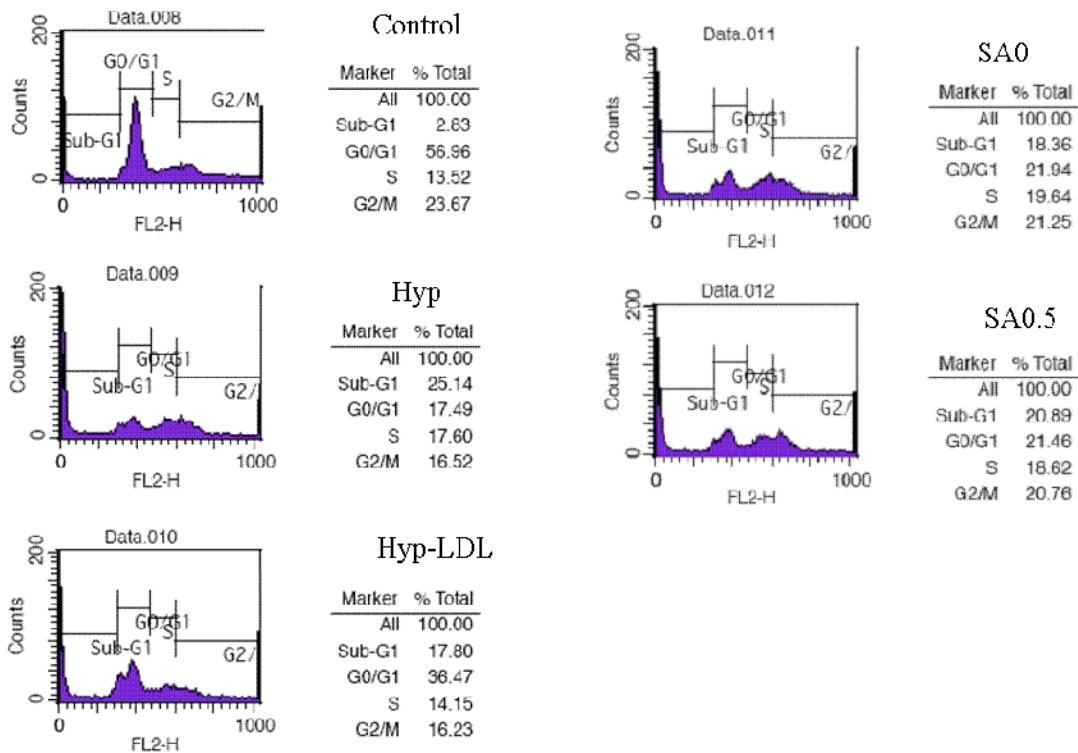 Data.008
Control
200
Counts
0
G0/G1
S
G2/M
Sub-G1
0 1000
FL2-H
Marker % Total
All 100.00
Sub-G1 2.63
G0/G1 56.96
S 13.52
G2/M 23.67
Data.011
SA0
200
Counts
0
G0/G1
S
Sub-G1
G2/
0 1000
FL2-H
Marker % Total
All 100.00
Sub-G1 18.36
G0/G1 21.94
S 19.64
G2/M 21.25
Data.009
Hyp
200
Counts
0
G0/G1
S
Sub-G1
G2/
0 1000
FL2-H
Marker % Total
All 100.00
Sub-G1 25.14
G0/G1 17.49
S 17.60
G2/M 16.52
Data.012
SA0.5
200
Counts
0
G0/G1
S
Sub-G1
G2/
0 1000
FL2-H
Marker % Total
All 100.00
Sub-G1 20.89
G0/G1 21.46
S 18.62
G2/M 20.76
Data.010
Hyp-LDL
200
Counts
0
G0/G1
S
Sub-G1
G2/
0 1000
FL2-H
Marker % Total
All 100.00
Sub-G1 17.80
G0/G1 36.47
S 14.15
G2/M 16.23